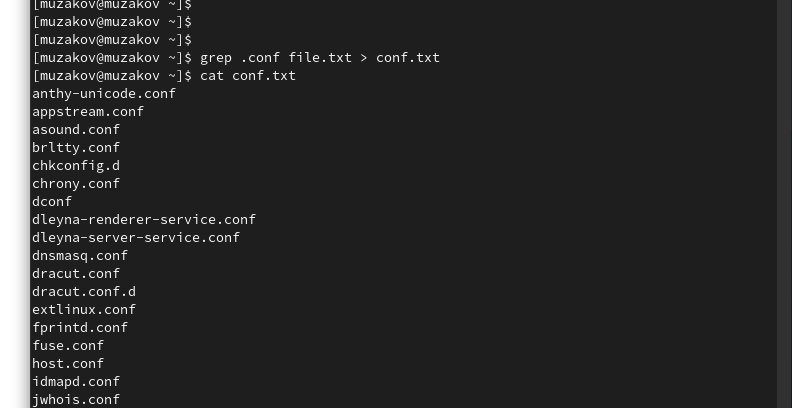 [muzakov@muzakov ~]$
[muzakov@muzakov ~]$
[muzakov@muzakov ~]$
[muzakov@muzakov ~]$ grep .conf file.txt > conf.txt
[muzakov@muzakov ~]$ cat conf.txt
anthy-unicode.conf
appstream.conf
asound.conf
brltty.conf
chkconfig.d
chrony.conf
dconf
dleyna-renderer-service.conf
dleyna-server-service.conf
dnsmasq.conf
dracut.conf
dracut.conf.d
extlinux.conf
fprintd.conf
fuse.conf
host.conf
idmapd.conf
jwhois.conf